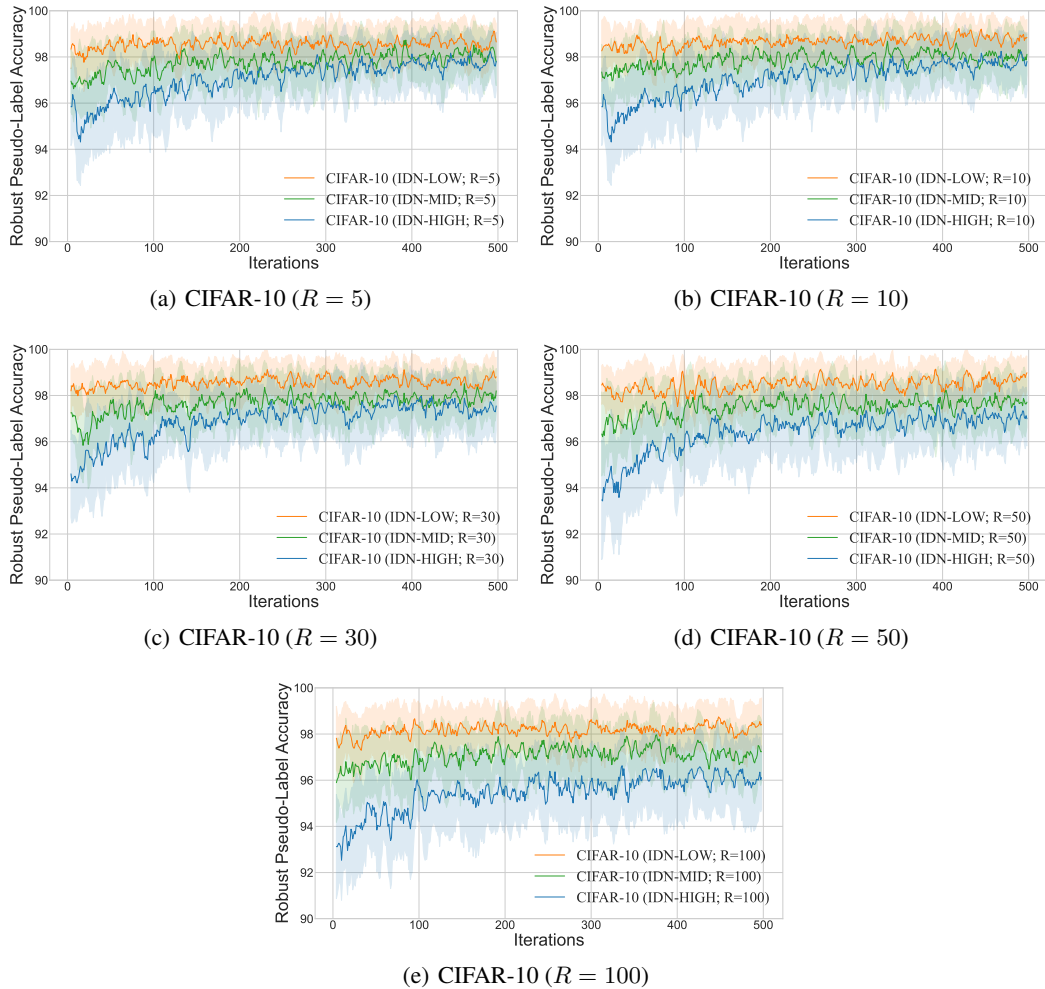 Robust Pseudo-Label Accuracy
100
98
96
94
92
90
CIFAR-10 (IDN-LOW; R=5)
CIFAR-10 (IDN-MID; R=5)
CIFAR-10 (IDN-HIGH; R=5)
0 100 200 300 400 500
Iterations
(a) CIFAR-10 (R = 5)
Robust Pseudo-Label Accuracy
100
98
96
94
92
90
CIFAR-10 (IDN-LOW; R=10)
CIFAR-10 (IDN-MID; R=10)
CIFAR-10 (IDN-HIGH; R=10)
0 100 200 300 400 500
Iterations
(b) CIFAR-10 (R = 10)
Robust Pseudo-Label Accuracy
100
98
96
94
92
90
CIFAR-10 (IDN-LOW; R=30)
CIFAR-10 (IDN-MID; R=30)
CIFAR-10 (IDN-HIGH; R=30)
0 100 200 300 400 500
Iterations
(c) CIFAR-10 (R = 30)
Robust Pseudo-Label Accuracy
100
98
96
94
92
90
CIFAR-10 (IDN-LOW; R=50)
CIFAR-10 (IDN-MID; R=50)
CIFAR-10 (IDN-HIGH; R=50)
0 100 200 300 400 500
Iterations
(d) CIFAR-10 (R = 50)
Robust Pseudo-Label Accuracy
100
98
96
94
92
90
CIFAR-10 (IDN-LOW; R=100)
CIFAR-10 (IDN-MID; R=100)
CIFAR-10 (IDN-HIGH; R=100)
0 100 200 300 400 500
Iterations
(e) CIFAR-10 (R = 100)